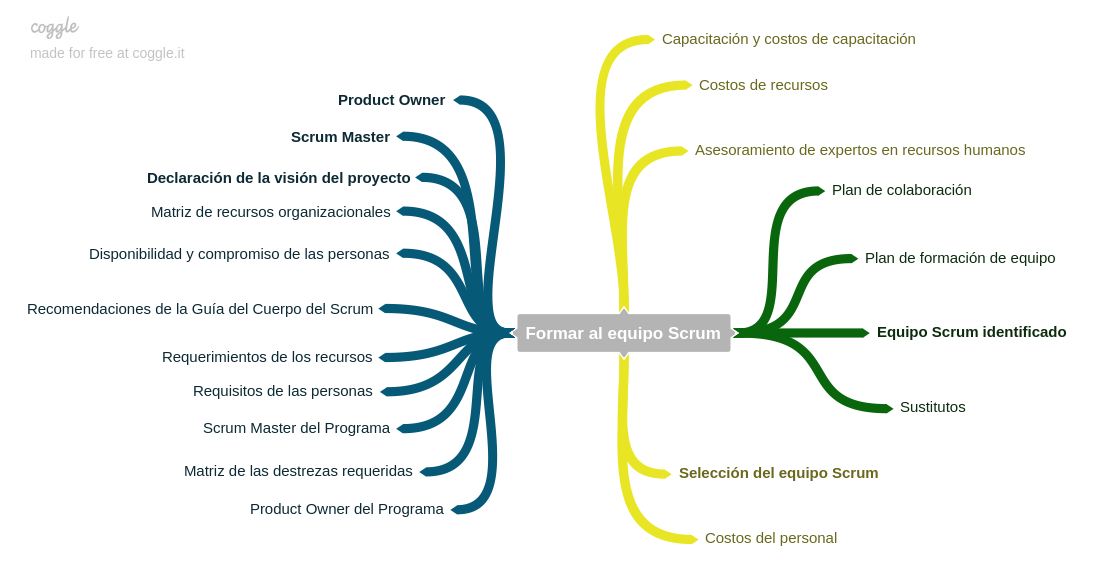 coggle
made for free at coggle.it
Product Owner
Scrum Master
Declaración de la visión del proyecto
Matriz de recursos organizacionales
Disponibilidad y compromiso de las personas
Recomendaciones de la Guía del Cuerpo del Scrum
Requerimientos de los recursos
Requisitos de las personas
Scrum Master del Programa
Matriz de las destrezas requeridas
Product Owner del Programa
Formar al equipo Scrum
Capacitación y costos de capacitación
Costos de recursos
Asesoramiento de expertos en recursos humanos
Plan de colaboración
Plan de formación de equipo
Equipo Scrum identificado
Sustitutos
Selección del equipo Scrum
Costos del personal